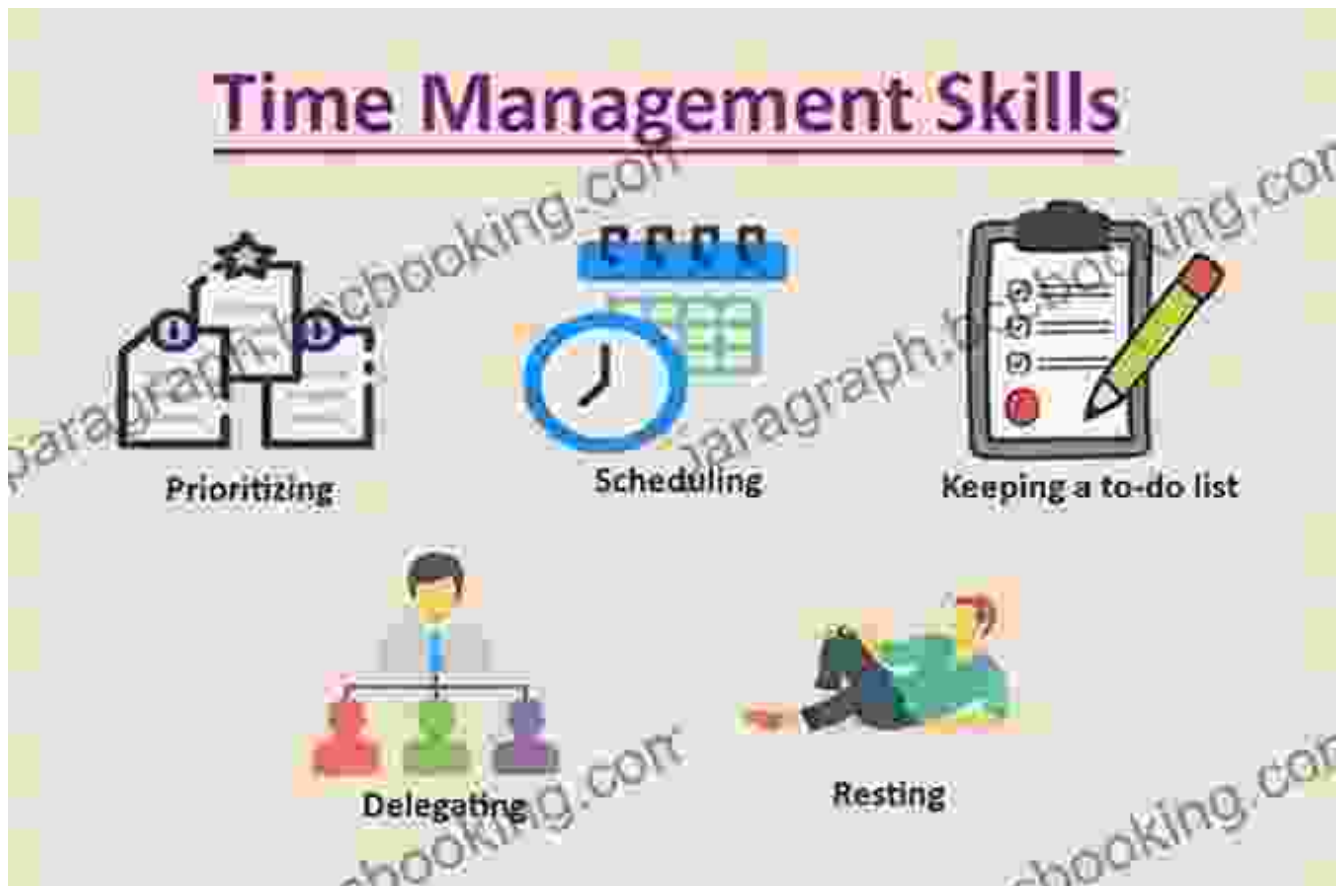 Time Management Skills
Prioritizing
Scheduling
Keeping a to-do list
Delegating
Resting